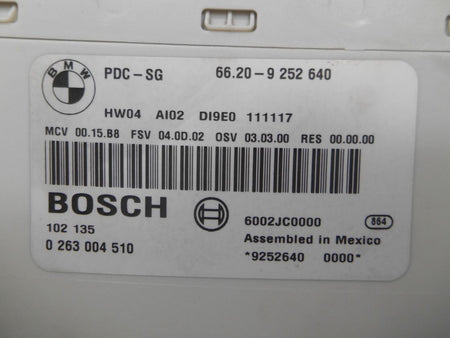 BMW
PDC-SG 66.20-9 252 640
HW04 AI02 DI9E0 111117
MCV 00.15.B8 FSV 04.0D.02 OSV 03.03.00 RES 00.00.00
BOSCH
6002JC0000 864
102 135
Assembled in Mexico
0 263 004 510
*9252640 0000*